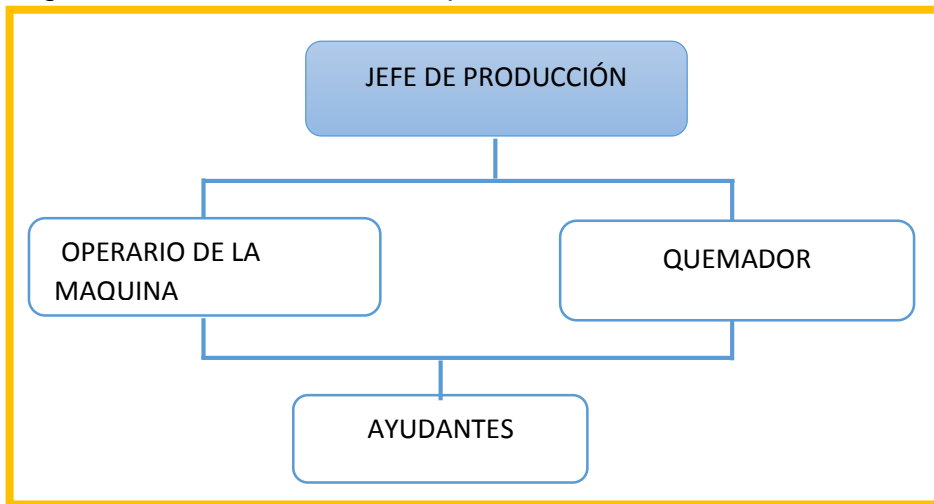 JEFE DE PRODUCCIÓN
OPERARIO DE LA
MAQUINA
QUEMADOR
AYUDANTES